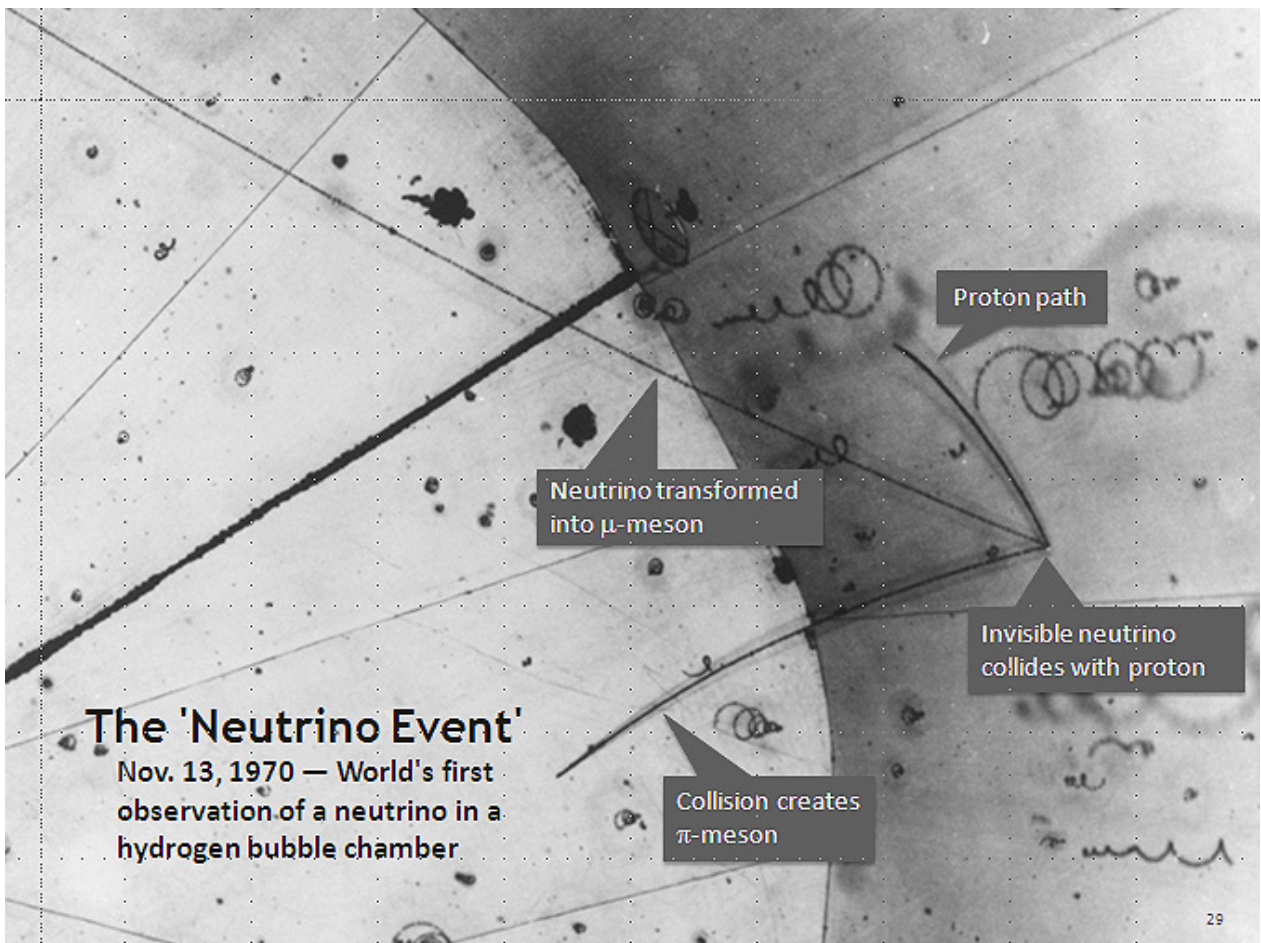 Proton path
Neutrino transformed
into μ-meson
Invisible neutrino
collides with proton
The 'Neutrino Event'
Nov. 13, 1970 — World's first
observation of a neutrino in a
hydrogen bubble chamber
Collision creates
π-meson
29